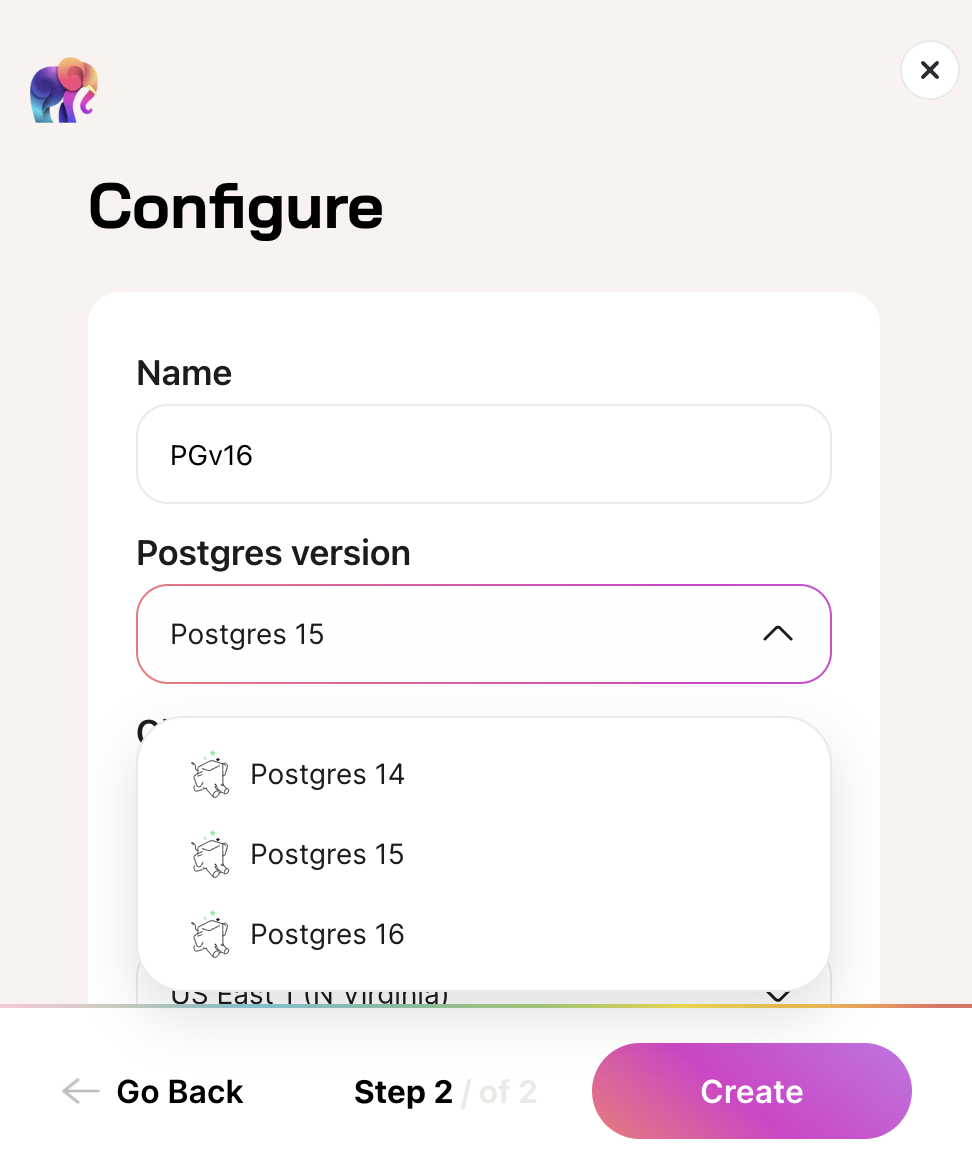 Configure
Name
PGv16
Postgres version
Postgres 15
Postgres 14
Postgres 15
Postgres 16
US East 1 (N Virginia)
Go Back
Step 2 / of 2
Create